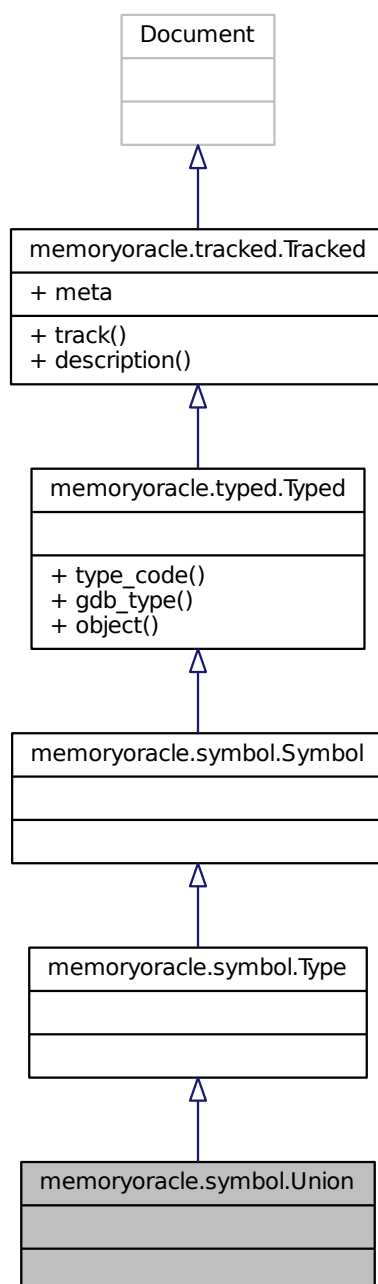 Document
memoryoracle.tracked.Tracked
+ meta
+ track()
+ description()
memoryoracle.typed.Typed
+ type_code()
+ gdb_type()
+ object()
memoryoracle.symbol.Symbol
memoryoracle.symbol.Type
memoryoracle.symbol.Union